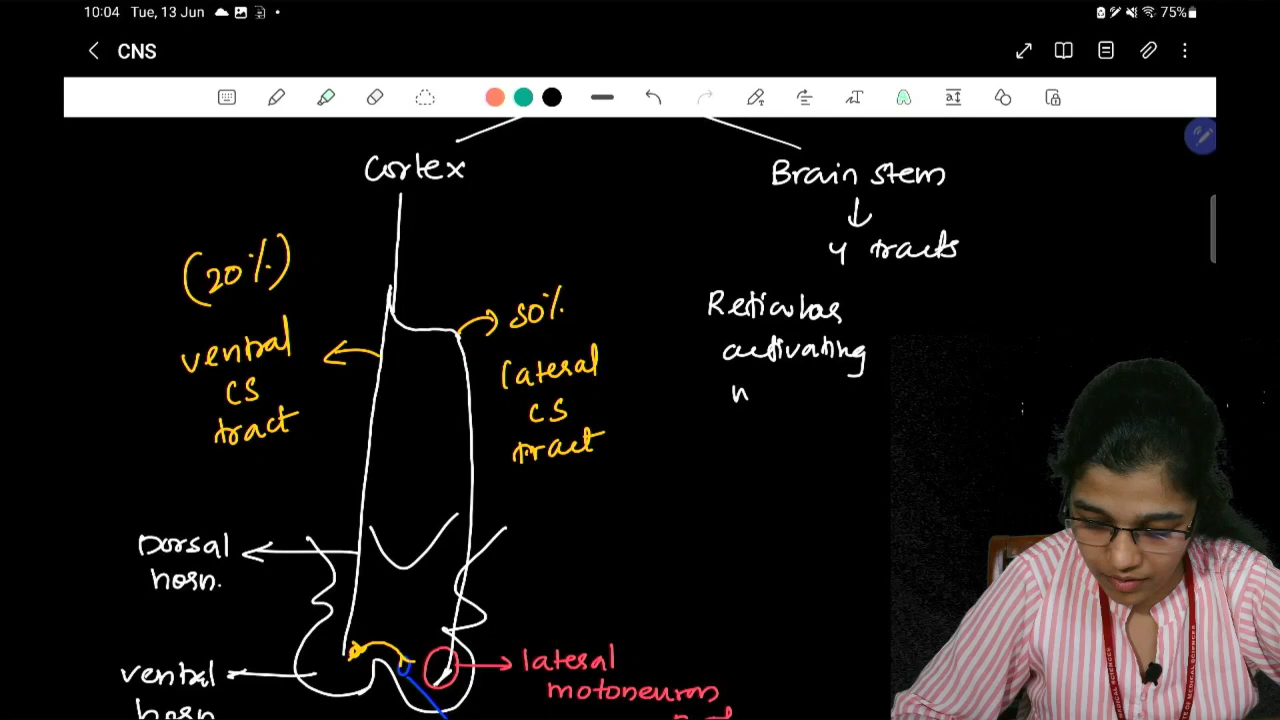 10:04 Tue, 13 Jun
75%
CNS
Cortex
Brain stem
4 tracts
(20%)
80%
ventral
CS
tract
lateral
CS
tract
Reticular
activating
n
Dorsal
horn.
ventral
horn
lateral
motoneuron